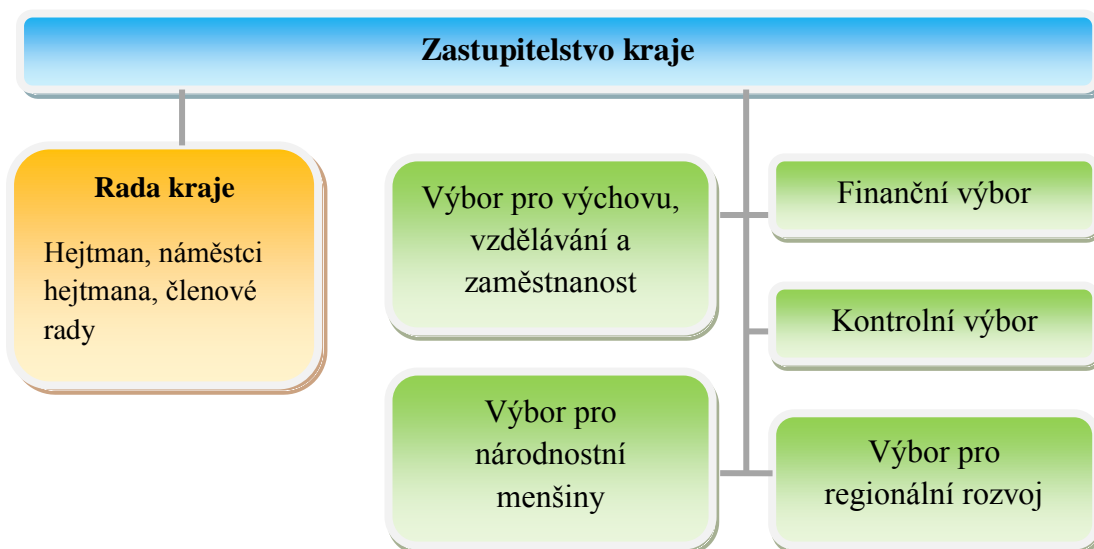 Zastupitelstvo kraje
Rada kraje
Hejtman, náměstci
hejtmana, členové
rady
Výbor pro výchovu,
vzdělávání a
zaměstnanost
Finanční výbor
Kontrolní výbor
Výbor pro
národnostní
menšiny
Výbor pro
regionální rozvoj